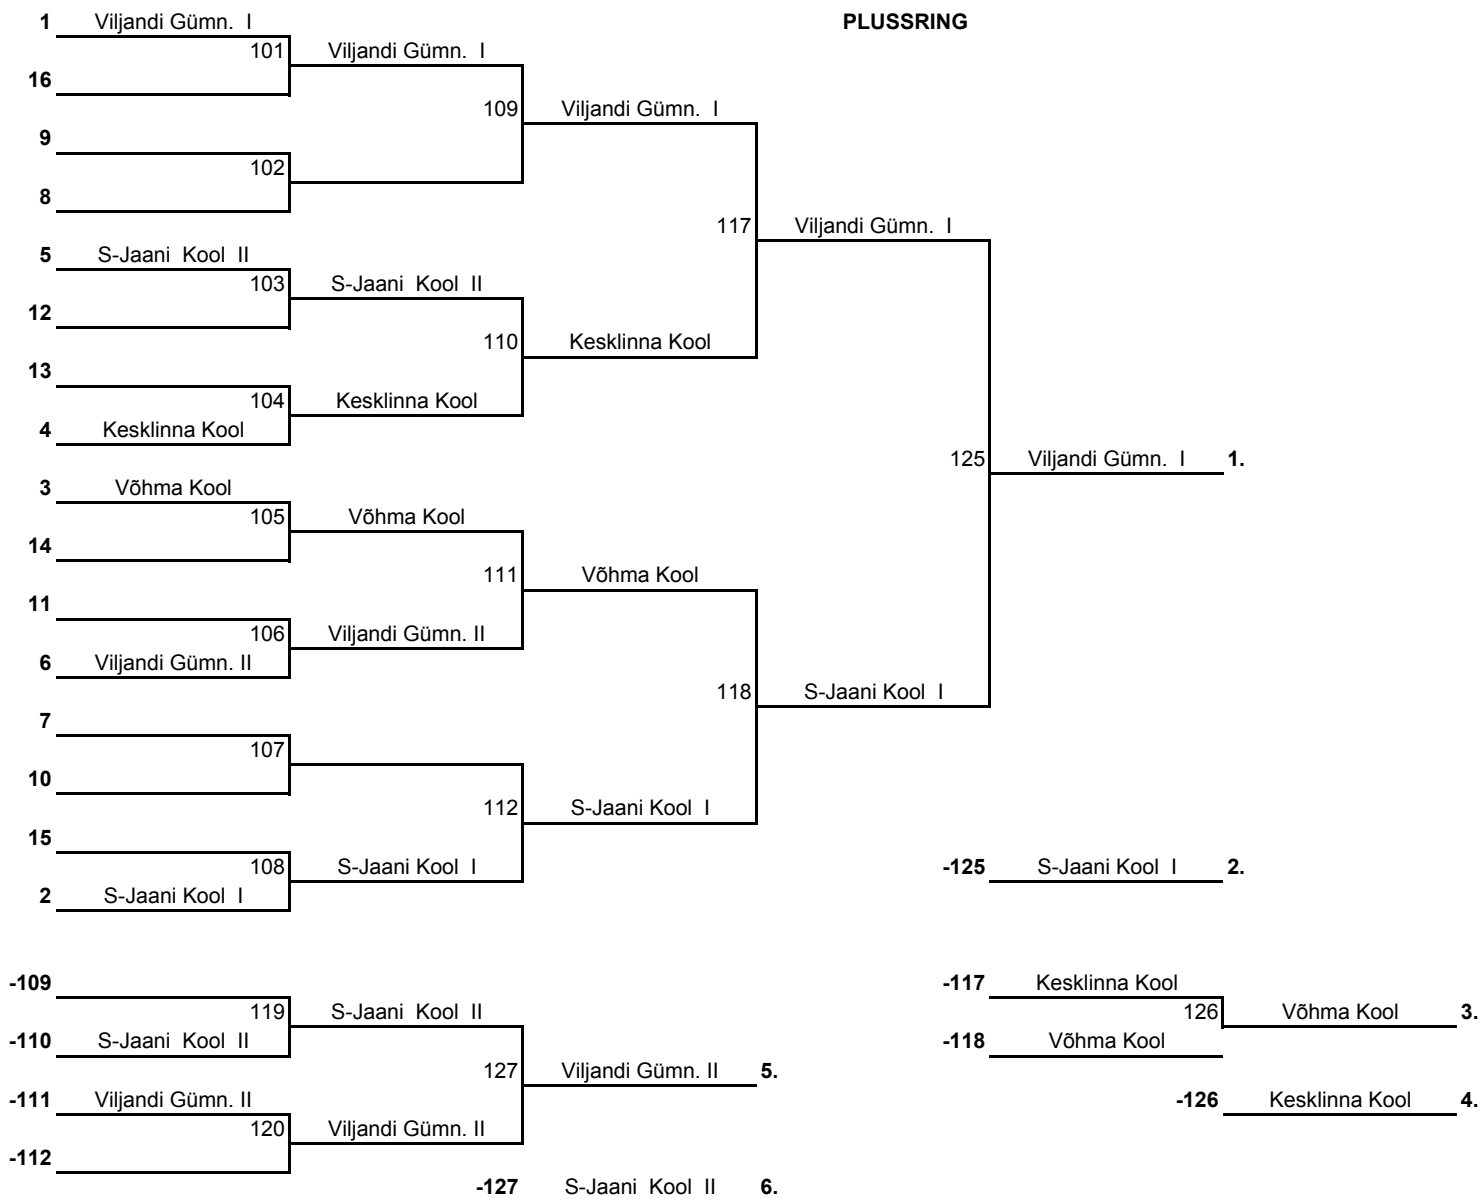 1 Viljandi Gümn. I PLUSSRING
101 Viljandi Gümn. I
16
109 Viljandi Gümn. I
9
102
8
117 Viljandi Gümn. I
5 S-Jaani Kool II
103 S-Jaani Kool II
12
110 Kesklinna Kool
13
104 Kesklinna Kool
4 Kesklinna Kool
125 Viljandi Gümn. I 1.
3 Võhma Kool
105 Võhma Kool
14
111 Võhma Kool
11
106 Viljandi Gümn. II
6 Viljandi Gümn. II
118 S-Jaani Kool I
7
107
10
112 S-Jaani Kool I
15
108 S-Jaani Kool I -125 S-Jaani Kool I 2.
2 S-Jaani Kool I
-109 -117 Kesklinna Kool
119 S-Jaani Kool II 126 Võhma Kool 3.
-110 S-Jaani Kool II -118 Võhma Kool
127 Viljandi Gümn. II 5.
-111 Viljandi Gümn. II -126 Kesklinna Kool 4.
120 Viljandi Gümn. II
-112
-127 S-Jaani Kool II 6.